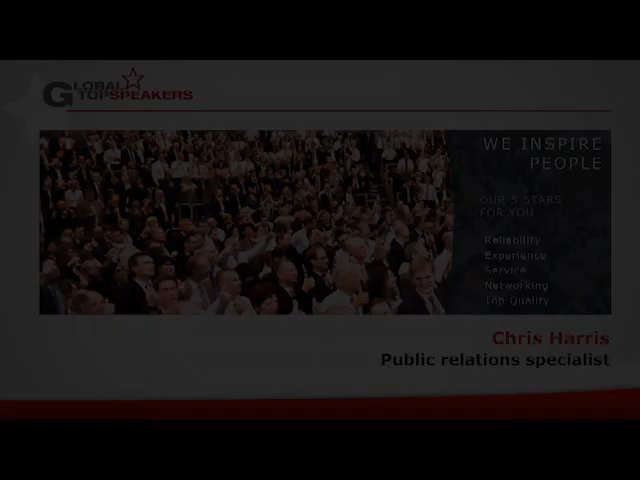 GLOBAL
TOPSPEAKERS
WE INSPIRE
PEOPLE
OUR 5 STARS
FOR YOU
Reliability
Experience
Service
Networking
Top Quality
Chris Harris
Public relations specialist